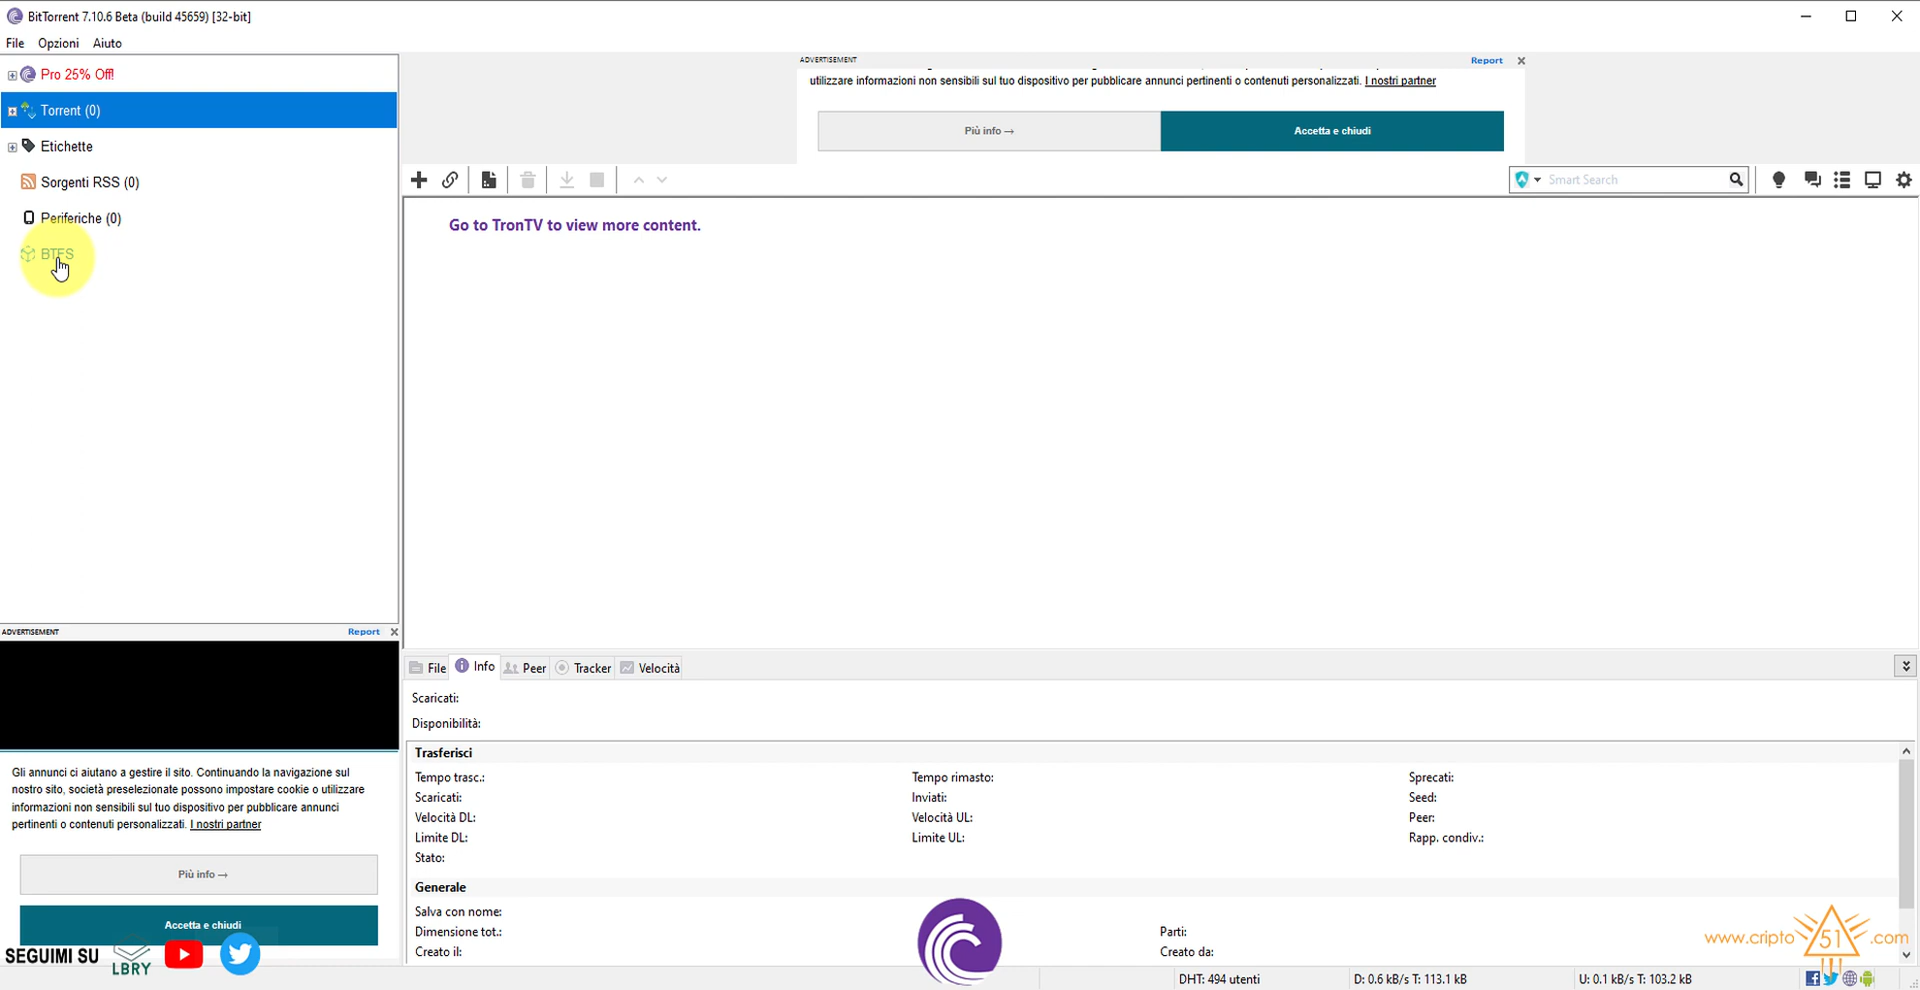 BitTorrent 7.10.6 Beta (build 45659) [32-bit]
File Opzioni Aiuto
Pro 25% Off!
Torrent (0)
Etichette
Sorgenti RSS (0)
Periferiche (0)
BTFS
ADVERTISEMENT Report
utilizzare informazioni non sensibili sul tuo dispositivo per pubblicare annunci pertinenti o contenuti personalizzati. I nostri partner
Più info → Accetta e chiudi
Smart Search
Go to TronTV to view more content.
ADVERTISEMENT Report
Gli annunci ci aiutano a gestire il sito. Continuando la navigazione sul
nostro sito, società preselezionate possono impostare cookie o utilizzare
informazioni non sensibili sul tuo dispositivo per pubblicare annunci
pertinenti o contenuti personalizzati. I nostri partner
Più info →
Accetta e chiudi
SEGUIMI SU LBRY
File Info Peer Tracker Velocità
Scaricati:
Disponibilità:
Trasferisci
Tempo trasc.: Tempo rimasto: Sprecati:
Scaricati: Inviati: Seed:
Velocità DL: Velocità UL: Peer:
Limite DL: Limite UL: Rapp. condiv.:
Stato:
Generale
Salva con nome:
Dimensione tot.: Parti:
Creato il: Creato da:
www.cripto 51 .com
DHT: 494 utenti D: 0.6 kB/s T: 113.1 kB U: 0.1 kB/s T: 103.2 kB